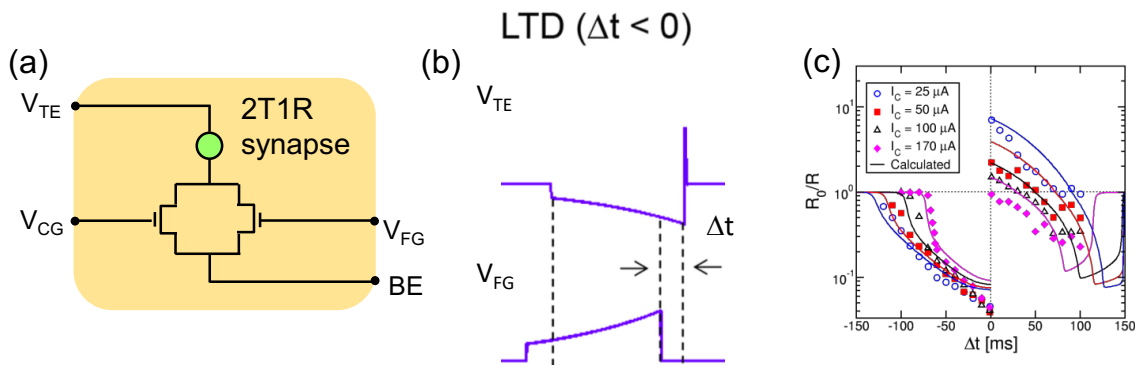 LTD (Δt < 0)
(a)
V_TE
2T1R
synapse
V_CG
V_FG
BE
(b)
V_TE
Δt
V_FG
(c)
I_C = 25 μA
I_C = 50 μA
I_C = 100 μA
I_C = 170 μA
Calculated
R_0/R
10^1
10^0
10^-1
-150 -100 -50 0 50 100 150
Δt [ms]